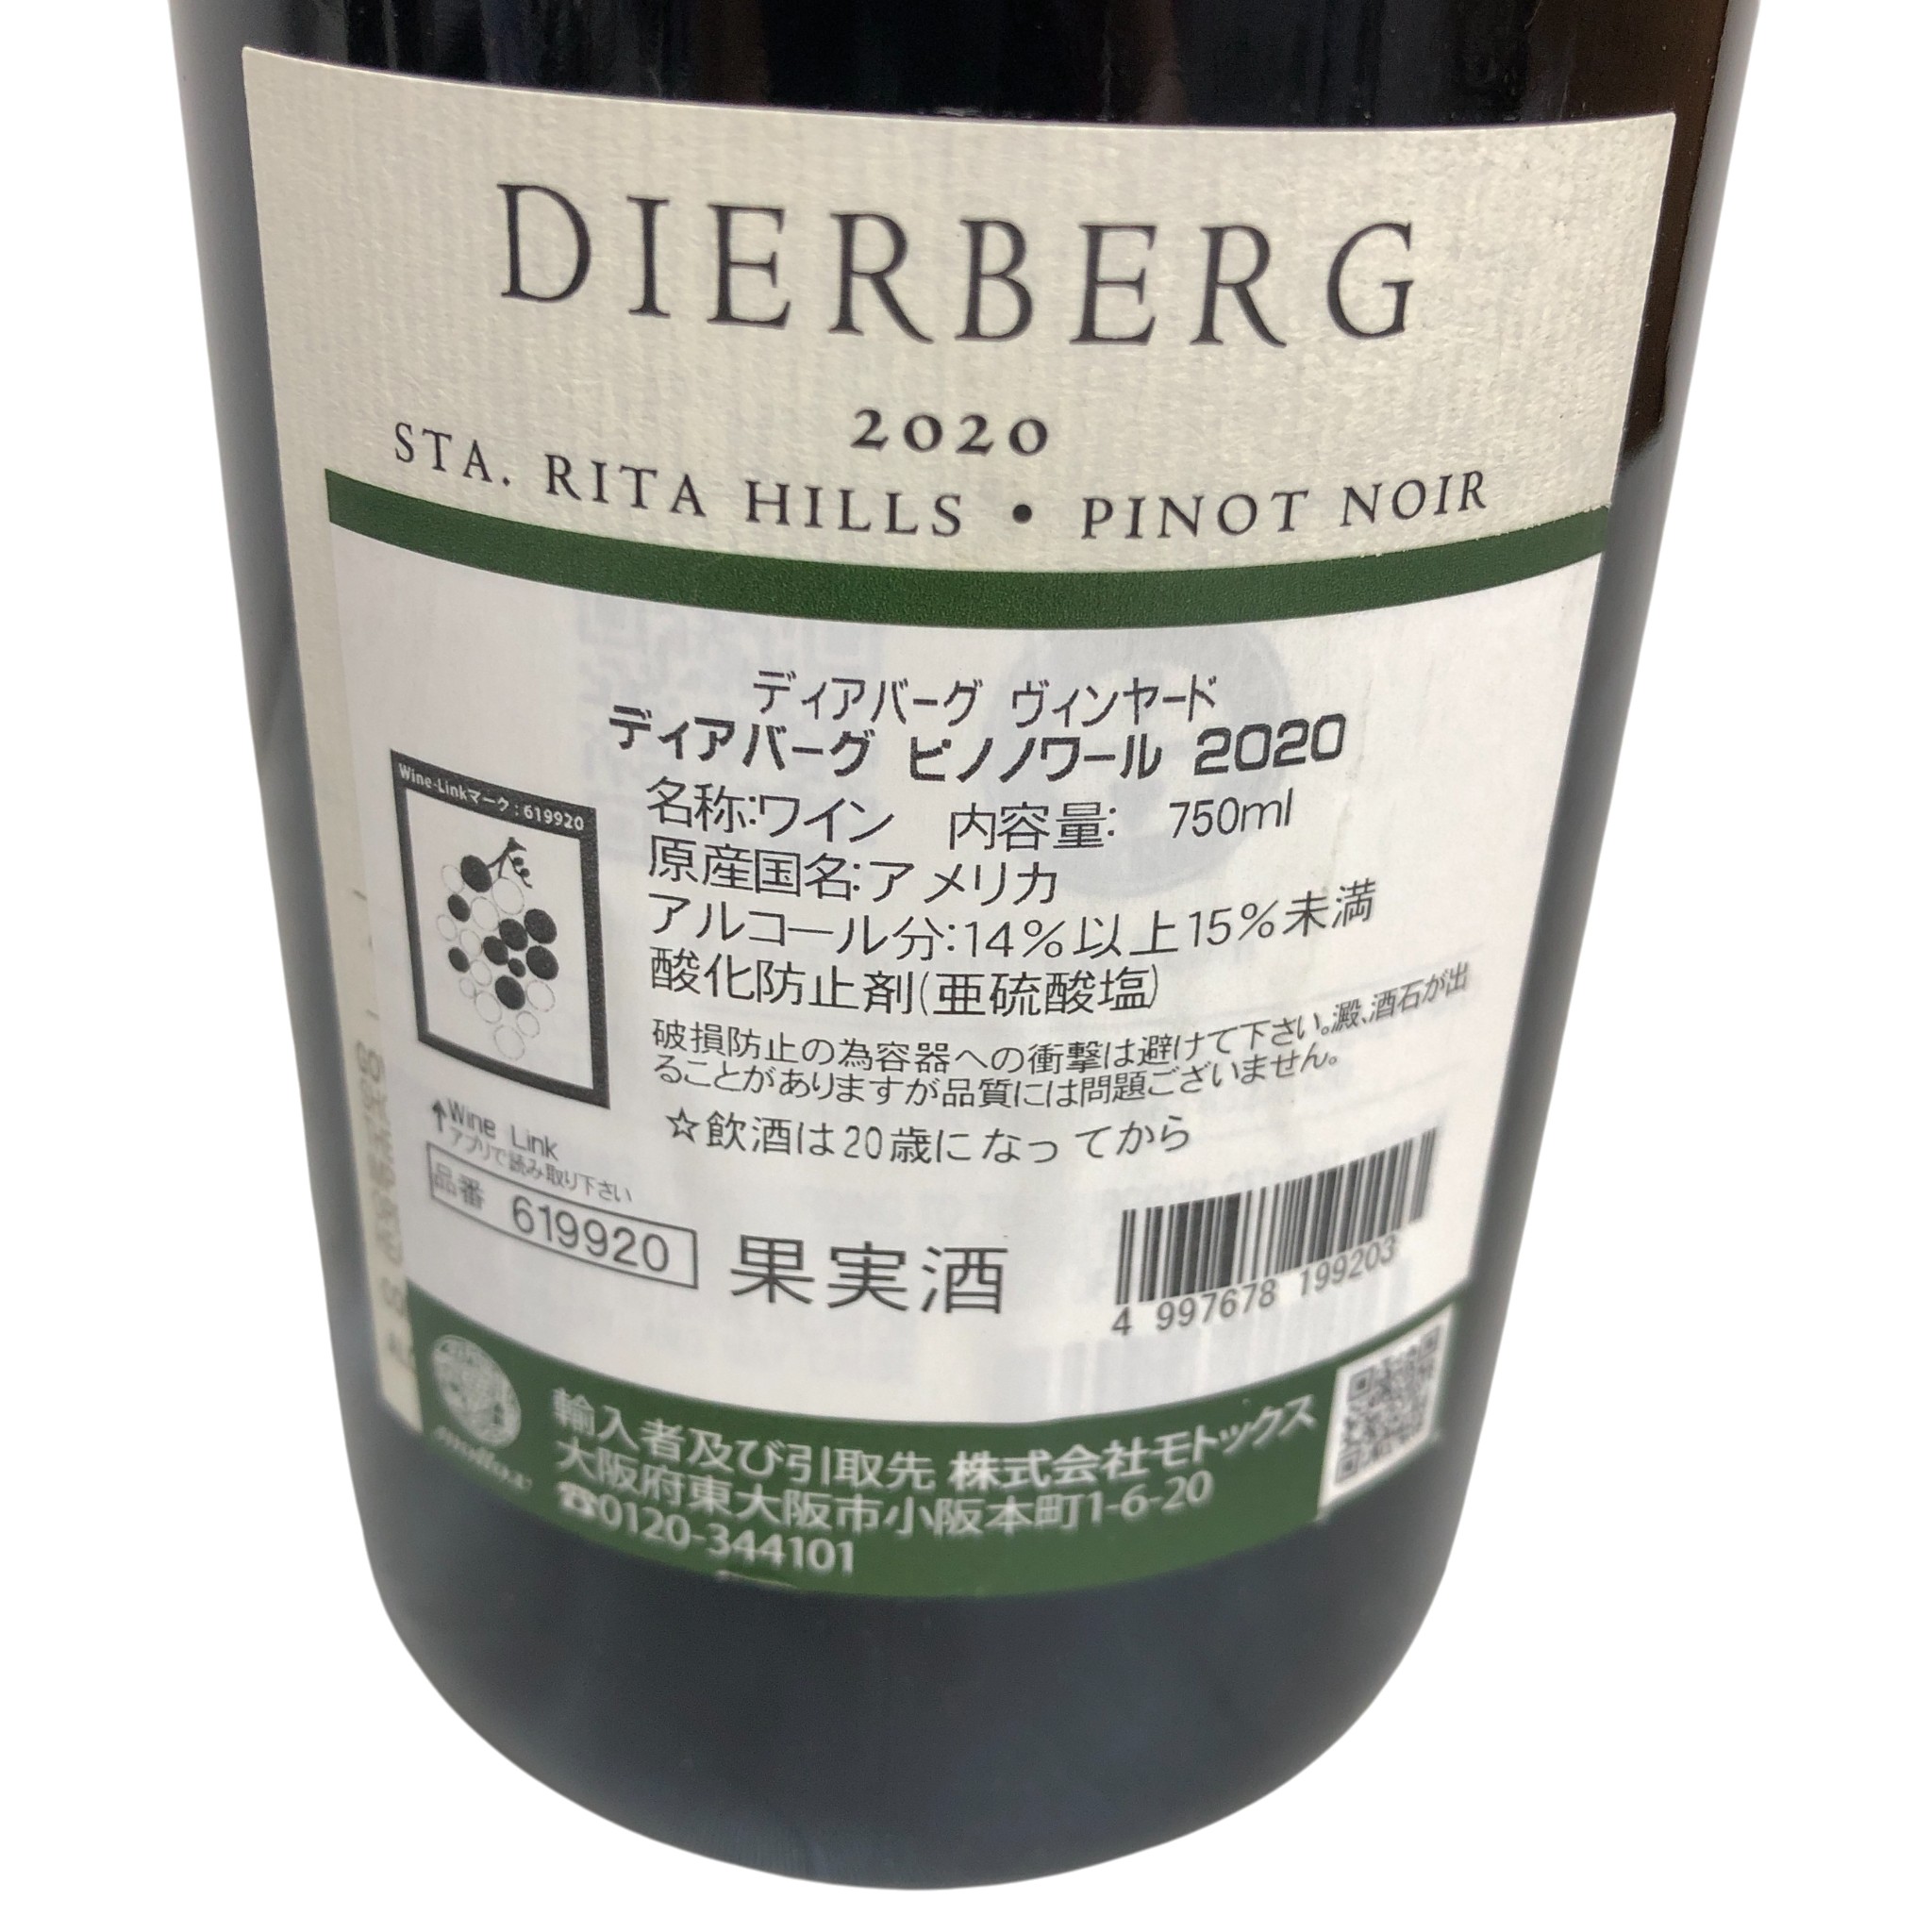 DIERBERG
2020
STA. RITA HILLS • PINOT NOIR
ディアバーグ ヴィンヤード
ディアバーグ ピノノワール 2020
Wine-Linkマーク:619920
名称:ワイン 内容量: 750ml
原産国名:アメリカ
アルコール分:14%以上15%未満
酸化防止剤(亜硫酸塩)
破損防止の為容器への衝撃は避けて下さい。澱、酒石が出
ることがありますが品質には問題ございません。
☆飲酒は20歳になってから
↑Wine Link
アプリで読み取り下さい
品番 619920
果実酒
4 997678 199203
輸入者及び引取先 株式会社モトックス
大阪府東大阪市小阪本町1-6-20
☎0120-344101